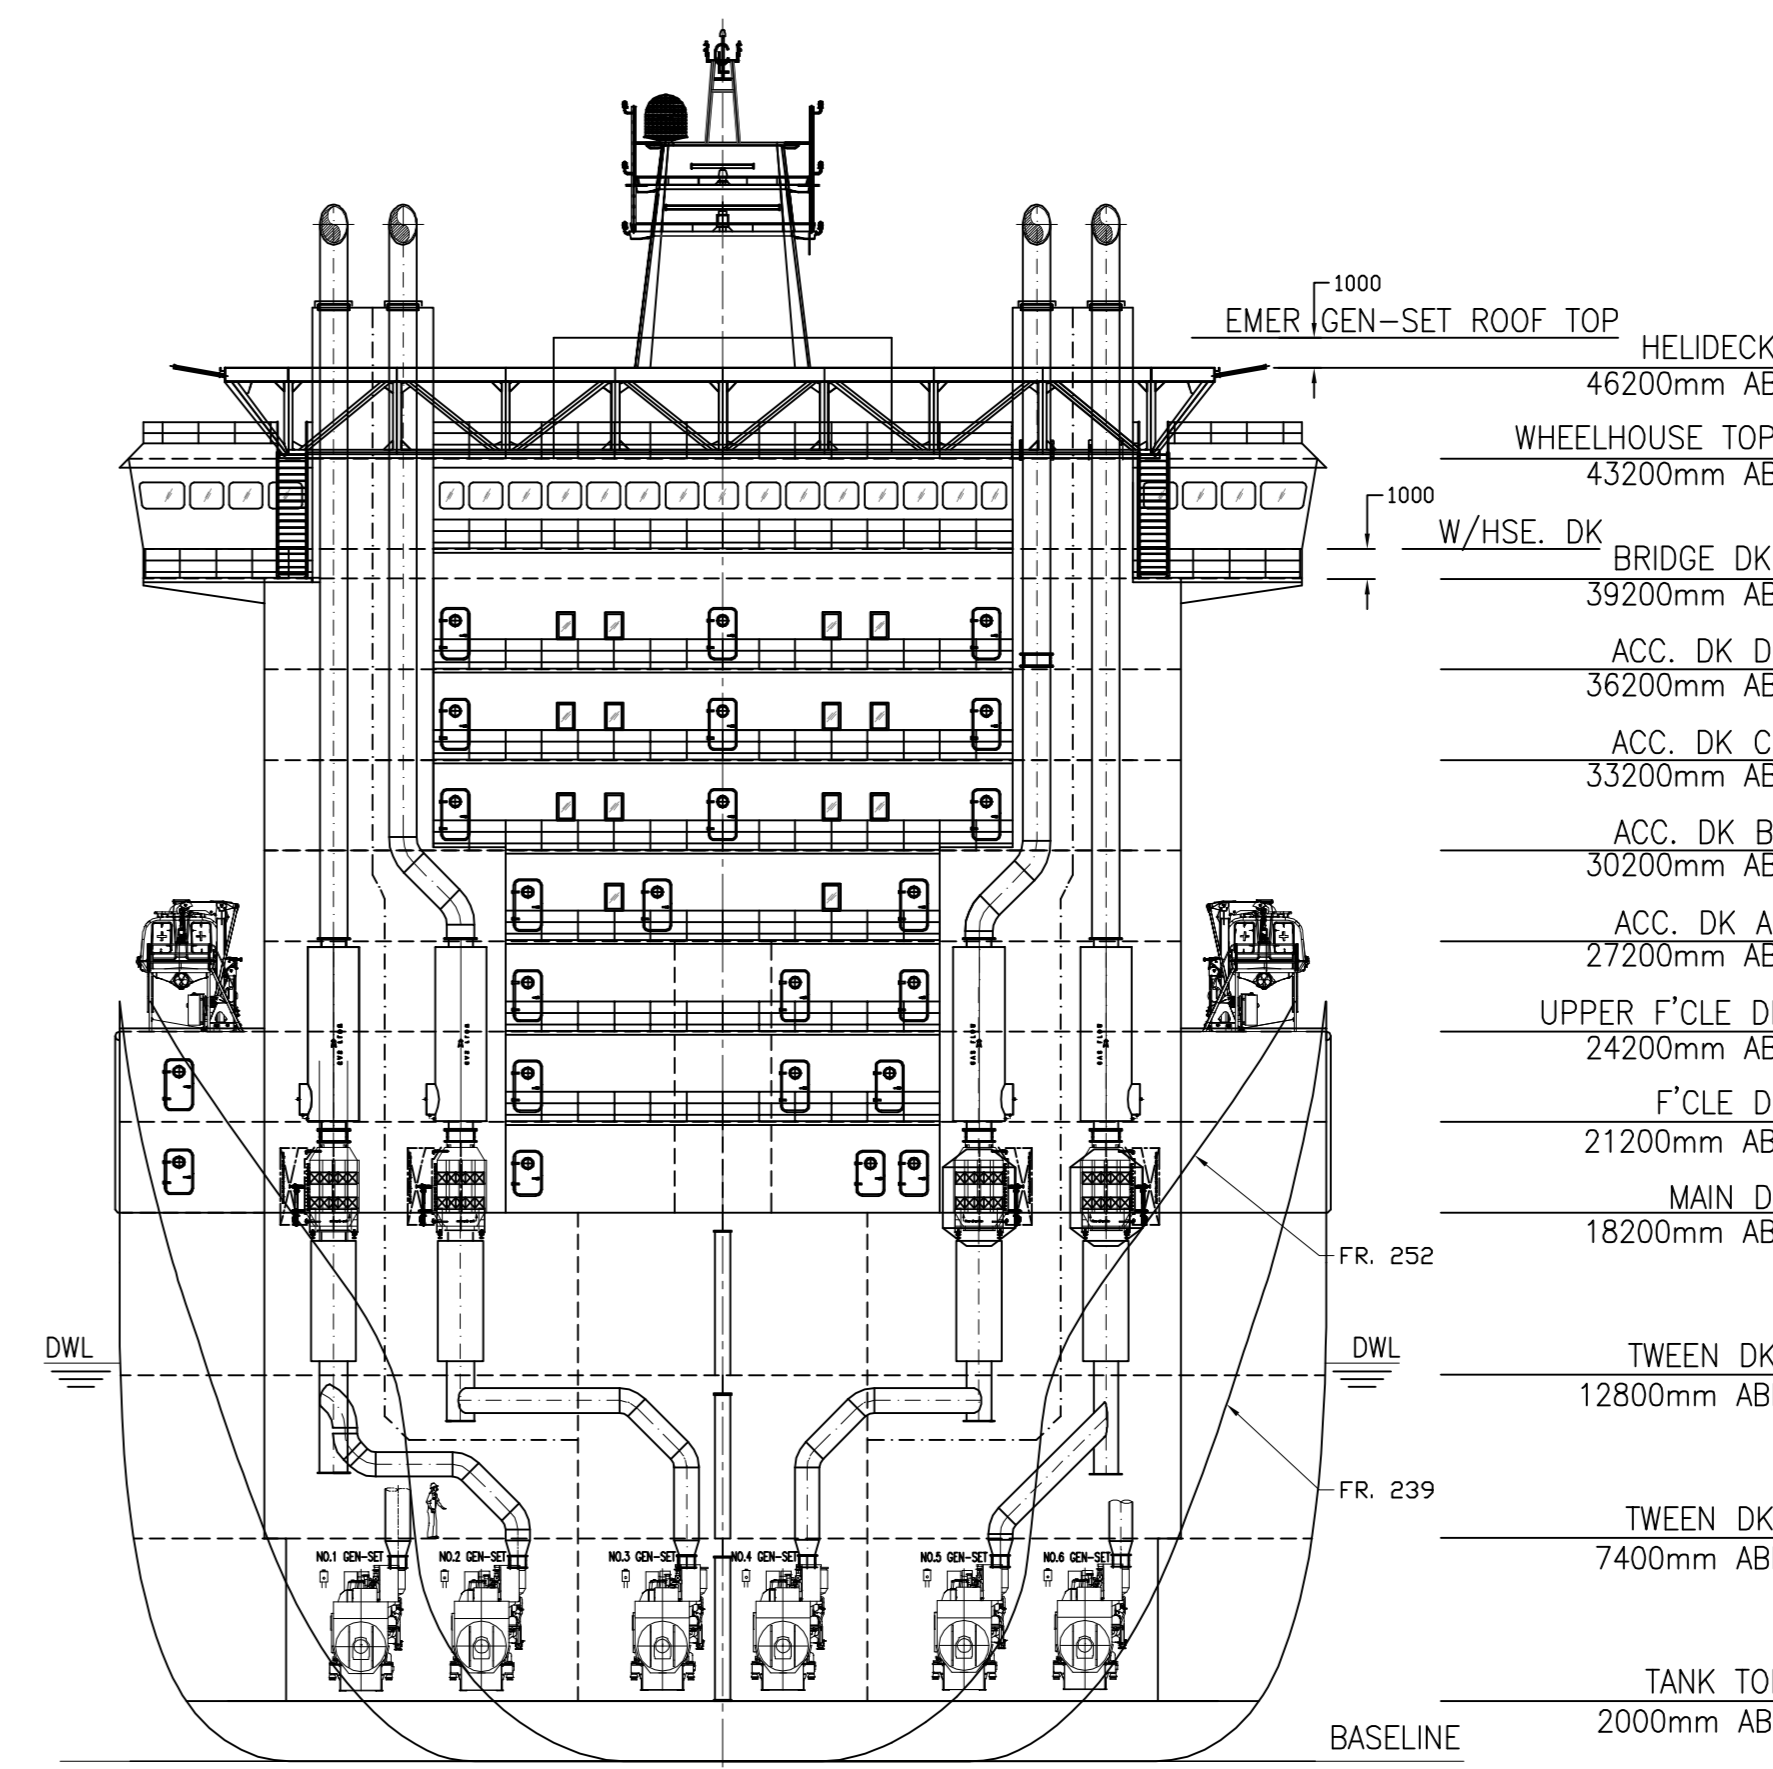 1000
EMER GEN-SET ROOF TOP
HELIDECK
46200mm AB
WHEELHOUSE TOP
43200mm AB
1000
W/HSE. DK
BRIDGE DK
39200mm AB
ACC. DK D
36200mm AB
ACC. DK C
33200mm AB
ACC. DK B
30200mm AB
ACC. DK A
27200mm AB
UPPER F'CLE D
24200mm AB
F'CLE D
21200mm AB
MAIN D
18200mm AB
FR. 252
DWL
DWL
TWEEN DK
12800mm AB
FR. 239
TWEEN DK
7400mm AB
NO.1 GEN-SET
NO.2 GEN-SET
NO.3 GEN-SET
NO.4 GEN-SET
NO.5 GEN-SET
NO.6 GEN-SET
TANK TO
2000mm AB
BASELINE